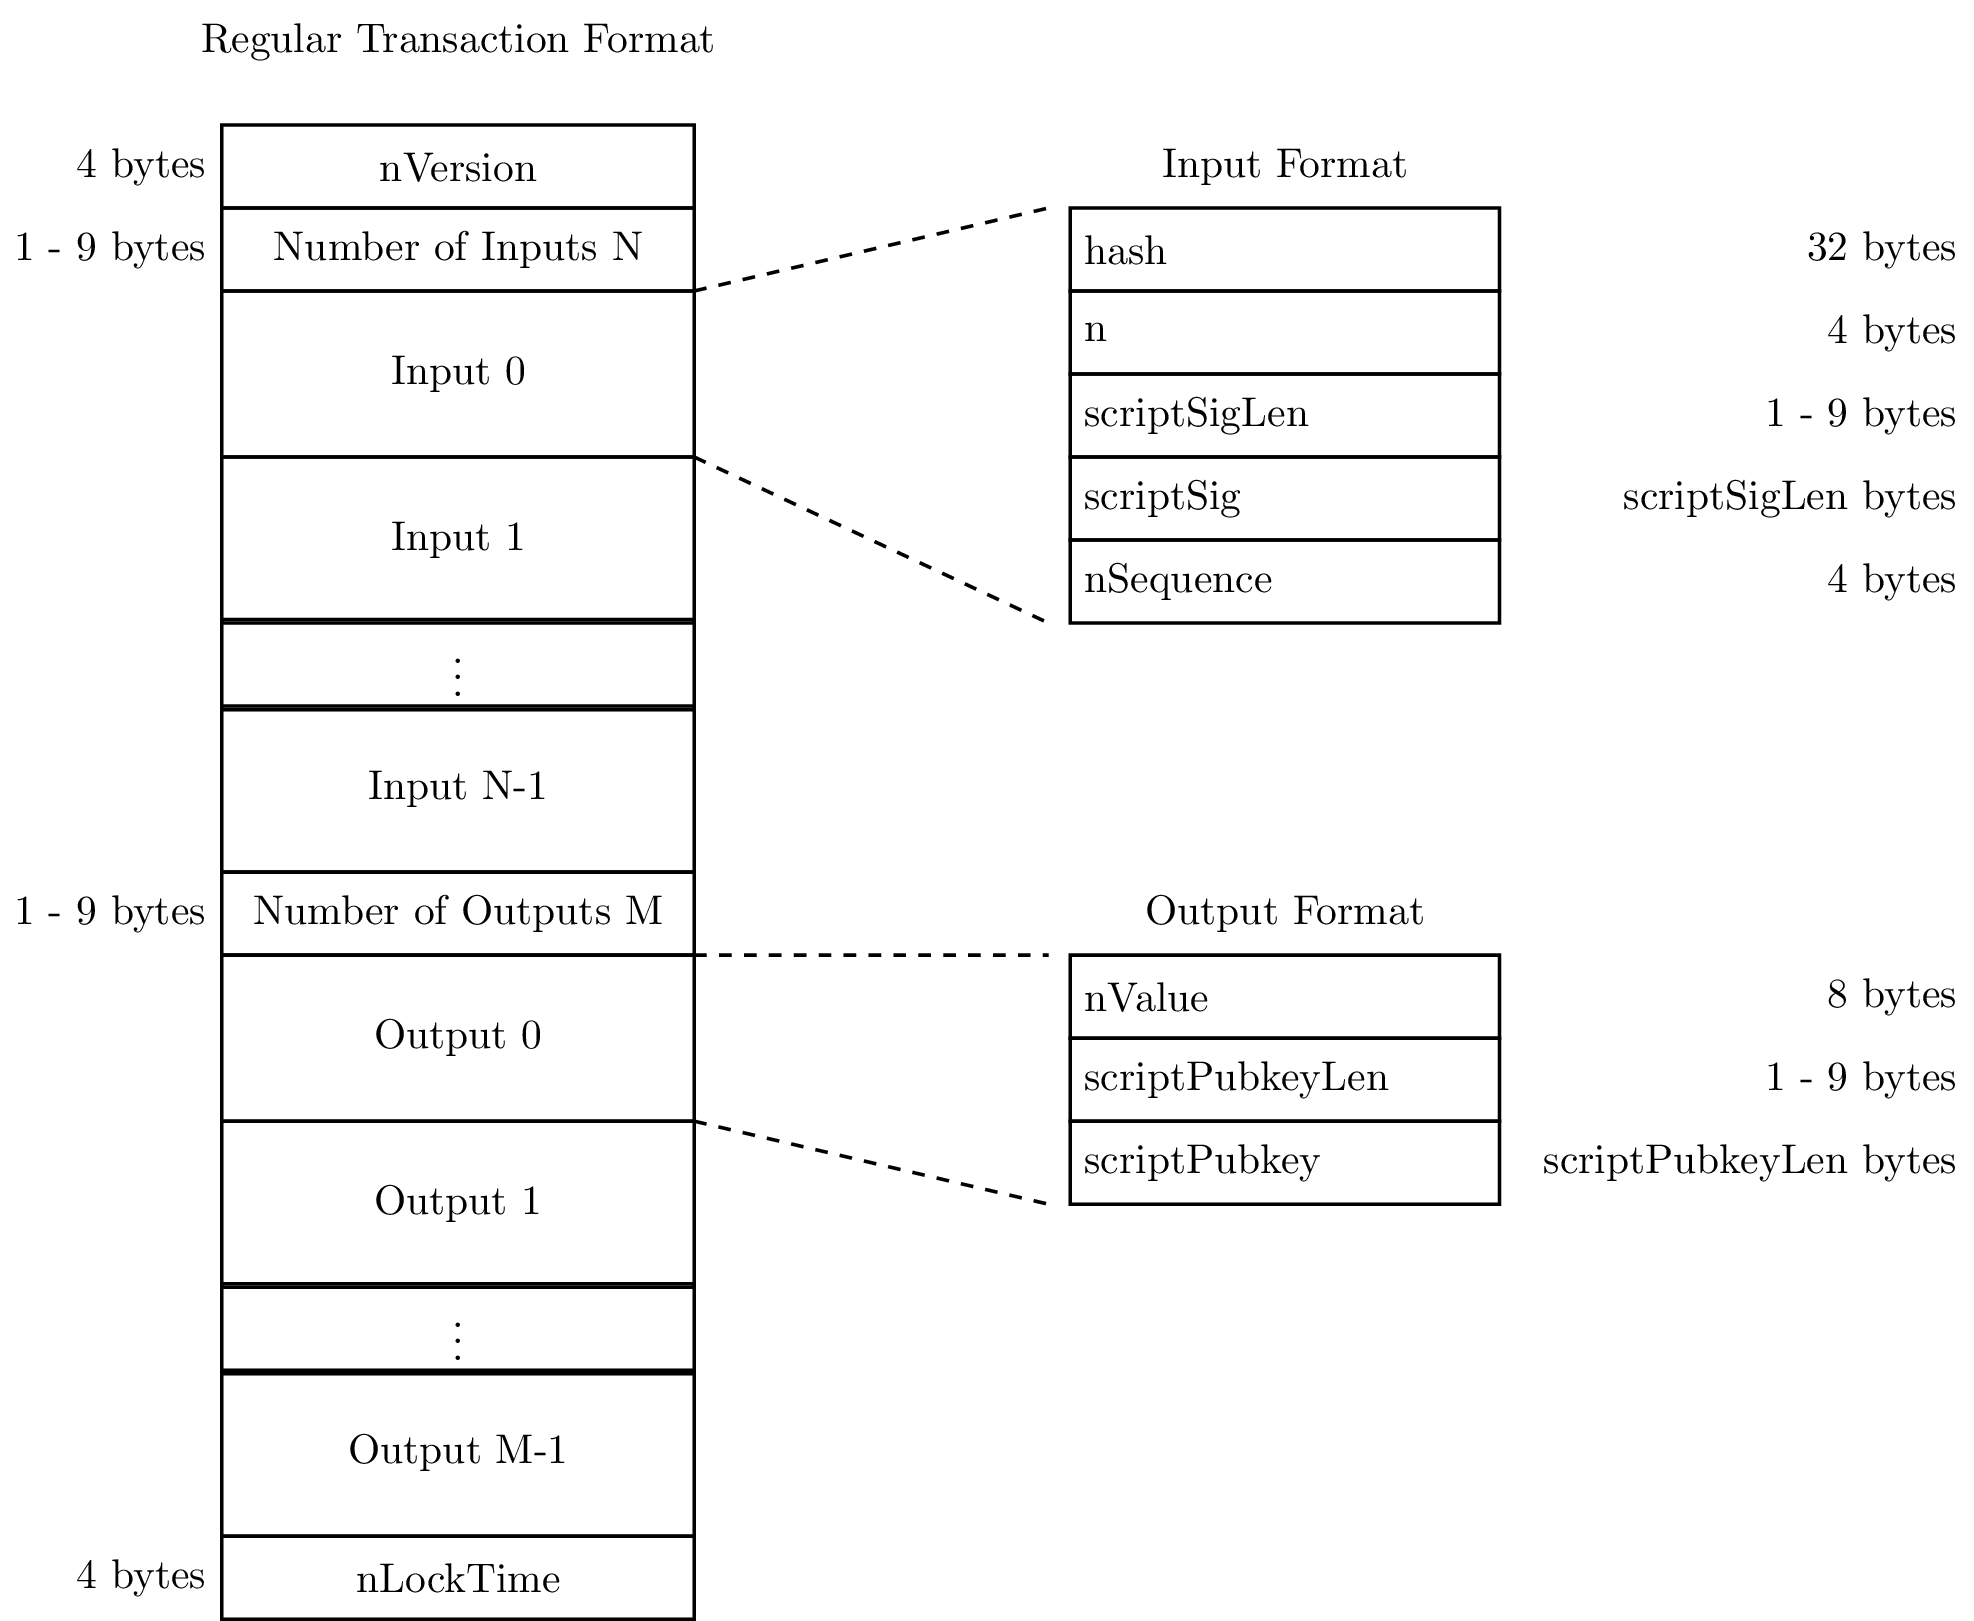 Regular Transaction Format
4 bytes
nVersion
1 - 9 bytes
Number of Inputs N
Input 0
Input 1
⋮
Input N-1
1 - 9 bytes
Number of Outputs M
Output 0
Output 1
⋮
Output M-1
4 bytes
nLockTime
Input Format
hash
32 bytes
n
4 bytes
scriptSigLen
1 - 9 bytes
scriptSig
scriptSigLen bytes
nSequence
4 bytes
Output Format
nValue
8 bytes
scriptPubkeyLen
1 - 9 bytes
scriptPubkey
scriptPubkeyLen bytes